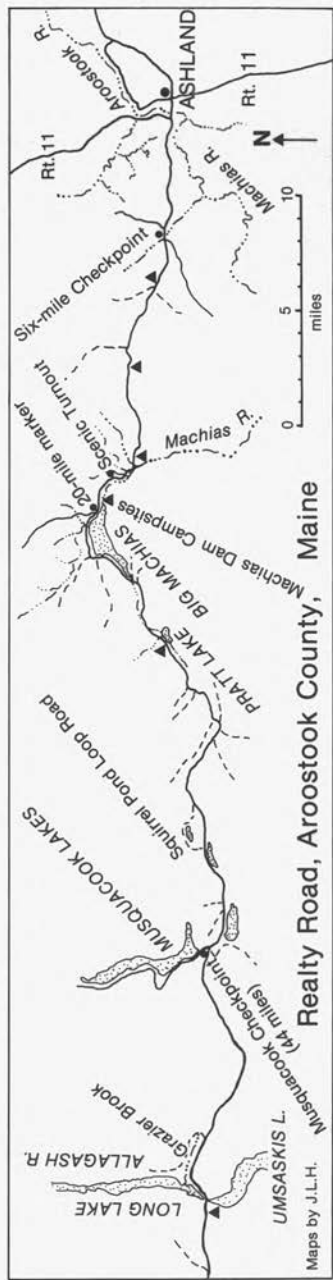 Aroostook R.
ASHLAND
Rt. 11
Rt. 11
N
Machias R.
10
5
0
miles
Six-mile Checkpoint
Scenic Turnout
20-mile marker
Machias R.
Machias Dam Campsites
BIG MACHIAS
PRATT LAKE
Squirrel Pond Loop Road
MUSQUACOOK LAKES
Musquacook Checkpoint
(44 miles)
Grazier Brook
ALLAGASH R.
LONG LAKE
UMSASKIS L.
Realty Road, Aroostook County, Maine
Maps by J.L.H.